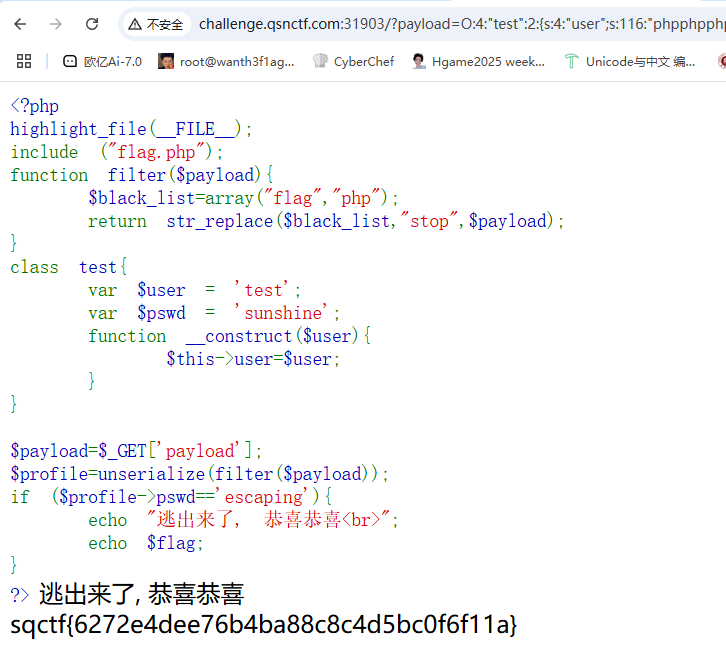 不安全 challenge.qsnctf.com:31903/?payload=O:4:"test":2:{s:4:"user";s:116:"phpphpphp
欧亿Ai-7.0 root@wanth3f1ag... CyberChef Hgame2025 week... Unicode与中文 编...
<?php
highlight_file(__FILE__);
include ("flag.php");
function filter($payload){
$black_list=array("flag","php");
return str_replace($black_list,"stop",$payload);
}
class test{
var $user = 'test';
var $pswd = 'sunshine';
function __construct($user){
$this->user=$user;
}
}
$payload=$_GET['payload'];
$profile=unserialize(filter($payload));
if ($profile->pswd=='escaping'){
echo "逃出来了, 恭喜恭喜<br>";
echo $flag;
}
?> 逃出来了, 恭喜恭喜
sqctf{6272e4dee76b4ba88c8c4d5bc0f6f11a}